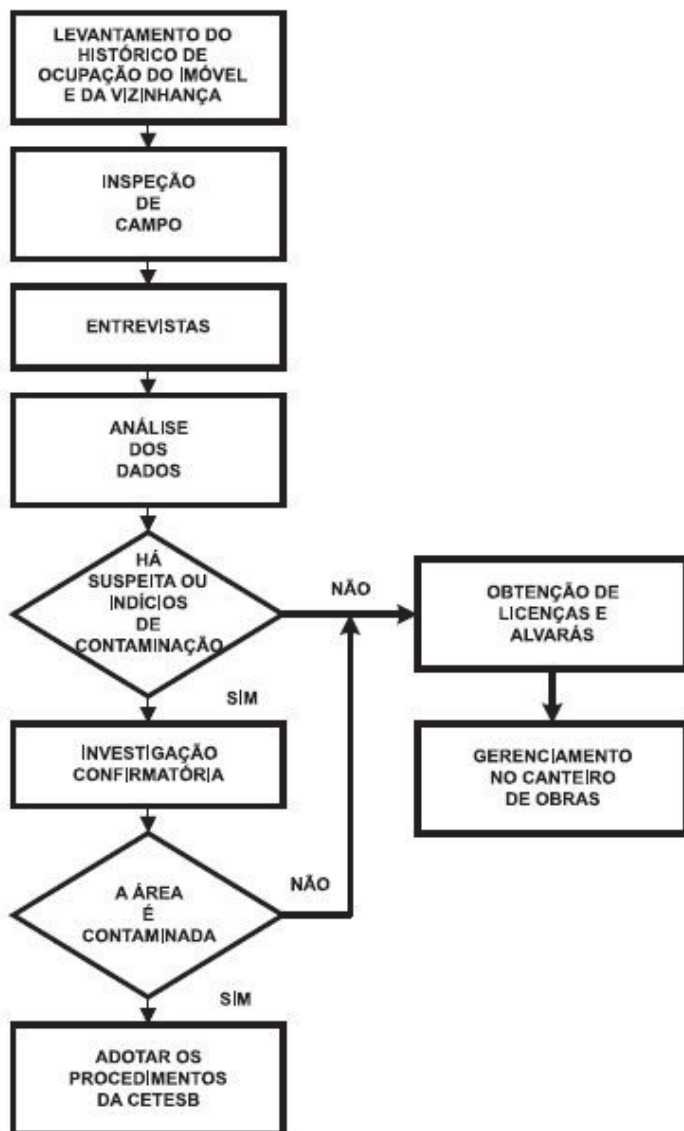 LEVANTAMENTO DO
HISTÓRICO DE
OCUPAÇÃO DO IMÓVEL
E DA VIZINHANÇA
INSPEÇÃO
DE
CAMPO
ENTREVISTAS
ANÁLISE
DOS
DADOS
HÁ
SUSPEITA OU
INDÍCIOS
DE
CONTAMINAÇÃO
NÃO
OBTENÇÃO DE
LICENÇAS E
ALVARÁS
SIM
INVESTIGAÇÃO
CONFIRMATÓRIA
GERENCIAMENTO
NO CANTEIRO
DE OBRAS
A ÁREA
É
CONTAMINADA
NÃO
SIM
ADOTAR OS
PROCEDIMENTOS
DA CETESB